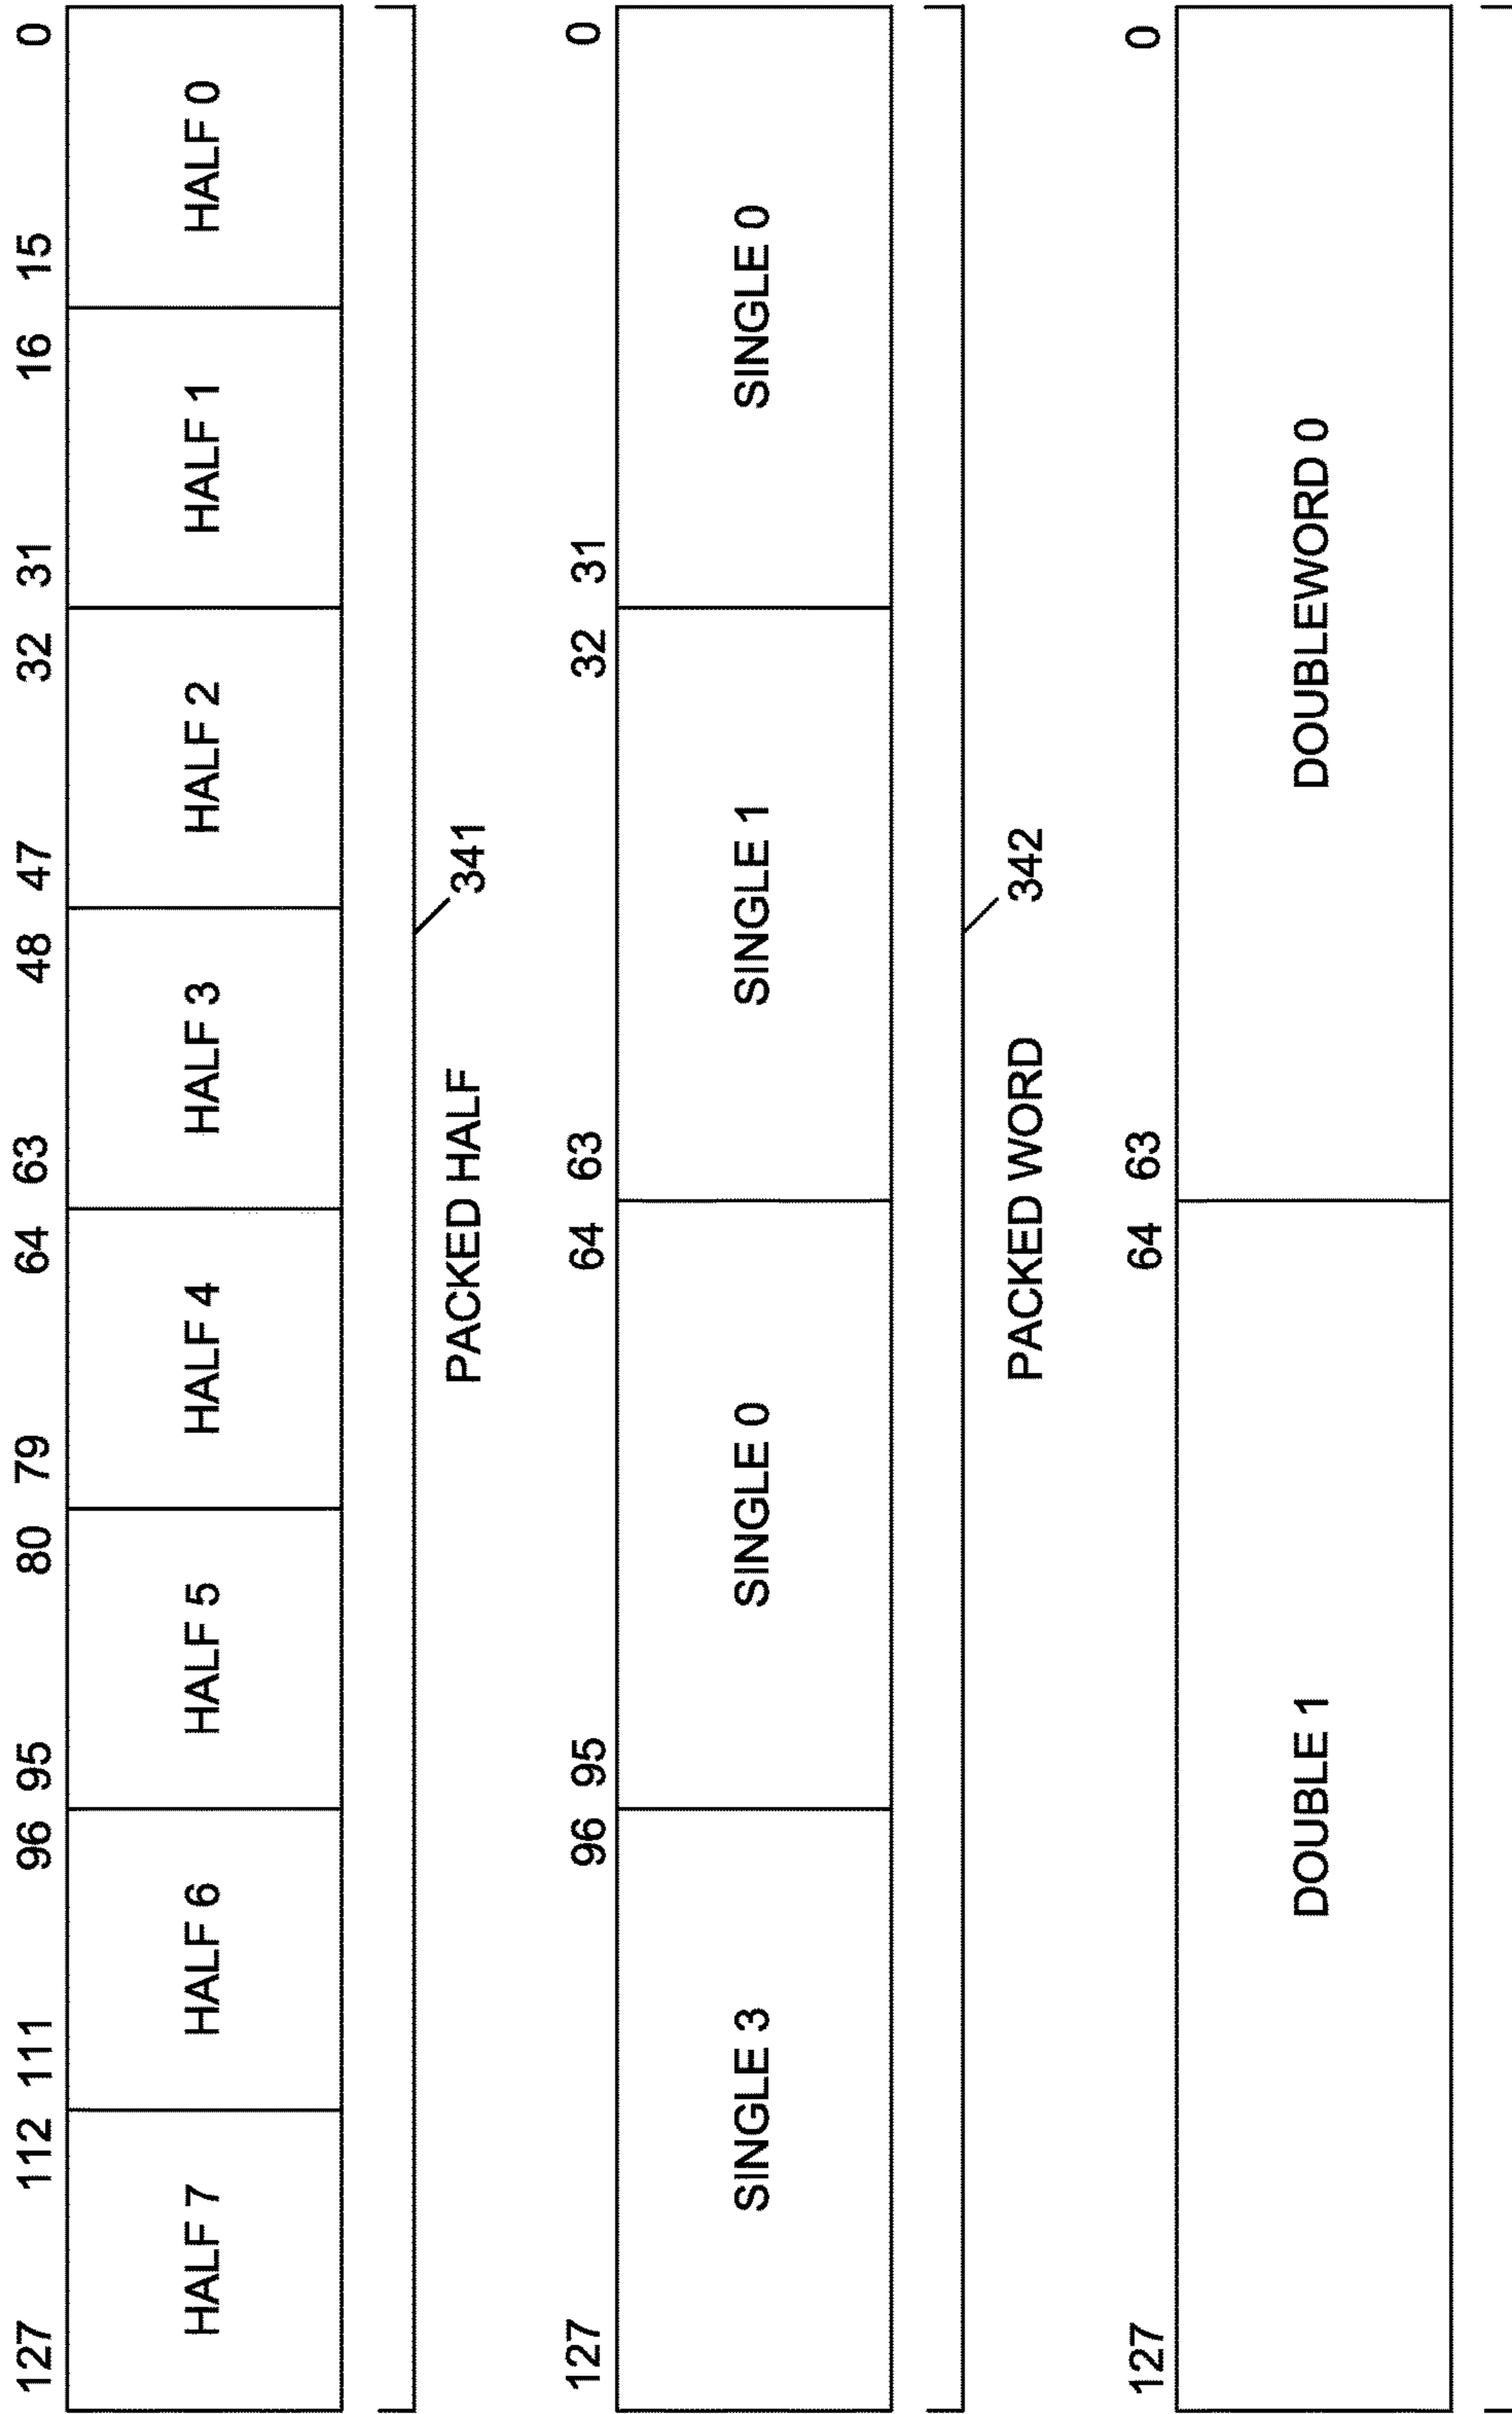 127 112 111 96 95 80 79 64 63 48 47 32 31 16 15 0
HALF 7 HALF 6 HALF 5 HALF 4 HALF 3 HALF 2 HALF 1 HALF 0
PACKED HALF 341
127 96 95 64 63 32 31 0
SINGLE 3 SINGLE 0 SINGLE 1 SINGLE 0
PACKED WORD 342
127 64 63 0
DOUBLE 1 DOUBLEWORD 0